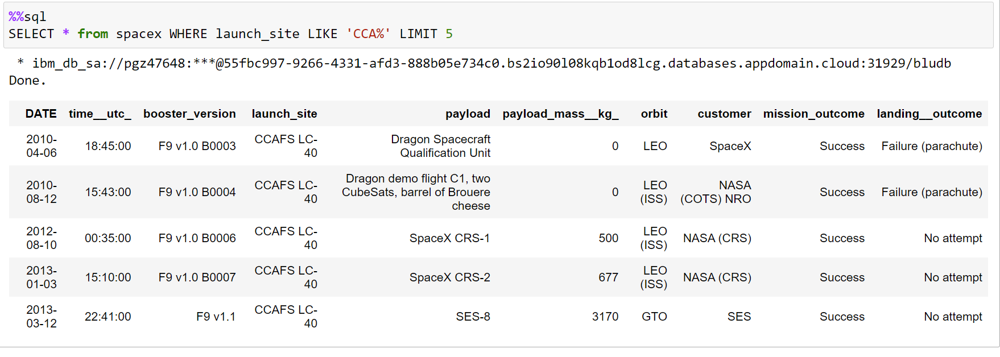 %%sql
SELECT * from spacex WHERE launch_site LIKE 'CCA%' LIMIT 5
* ibm_db_sa://pgz47648:***@55fbc997-9266-4331-afd3-888b05e734c0.bs2io90l08kqb1od8lcg.databases.appdomain.cloud:31929/bludb
Done.
DATE time__utc_ booster_version launch_site payload payload_mass__kg_ orbit customer mission_outcome landing__outcome
2010-04-06 18:45:00 F9 v1.0 B0003 CCAFS LC-40 Dragon Spacecraft Qualification Unit 0 LEO SpaceX Success Failure (parachute)
2010-08-12 15:43:00 F9 v1.0 B0004 CCAFS LC-40 Dragon demo flight C1, two CubeSats, barrel of Brouere cheese 0 LEO (ISS) NASA (COTS) NRO Success Failure (parachute)
2012-08-10 00:35:00 F9 v1.0 B0006 CCAFS LC-40 SpaceX CRS-1 500 LEO (ISS) NASA (CRS) Success No attempt
2013-01-03 15:10:00 F9 v1.0 B0007 CCAFS LC-40 SpaceX CRS-2 677 LEO (ISS) NASA (CRS) Success No attempt
2013-03-12 22:41:00 F9 v1.1 CCAFS LC-40 SES-8 3170 GTO SES Success No attempt